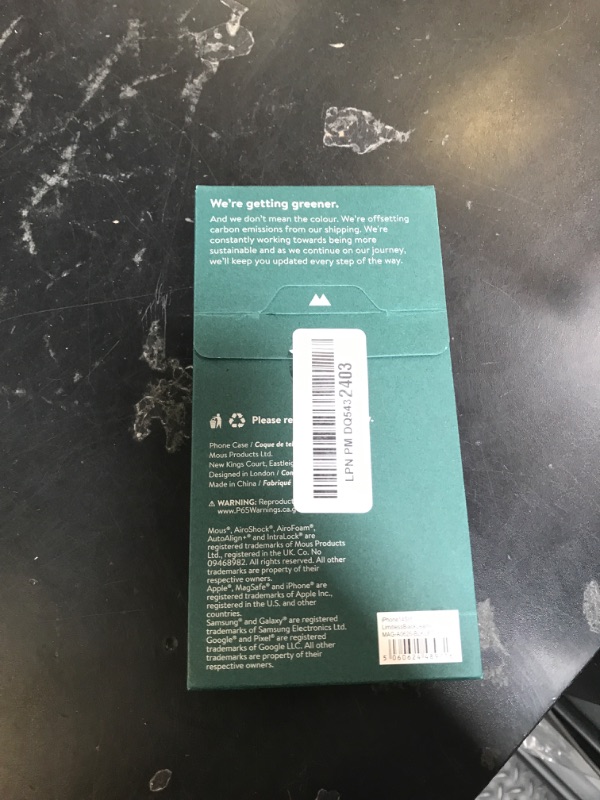 We're getting greener.
And we don't mean the colour. We're offsetting
carbon emissions from our shipping. We're
constantly working towards being more
sustainable and as we continue on our journey,
we'll keep you updated every step of the way.
LPN PM DQ5432403
Please re
Phone Case / Coque de
Mous Products Ltd.
New Kings Court,
Designed in London /
Made in China / Fabriqué
WARNING:
www.P65Warnings.ca.g
Mous®, AiroShock®, AiroFoam®,
AutoAlign+® and IntraLock® are
registered trademarks of Mous Products
Ltd., registered in the UK. Co. No
09468982. All rights reserved. All other
trademarks are property of their
respective owners.
Apple®, MagSafe® and iPhone® are
registered trademarks of Apple Inc.,
registered in the U.S. and other
countries.
Samsung® and Galaxy® are registered
trademarks of Samsung Electronics Ltd.
Google® and Pixel® are registered
trademarks of Google LLC. All other
trademarks are property of their
respective owners.
iPhone